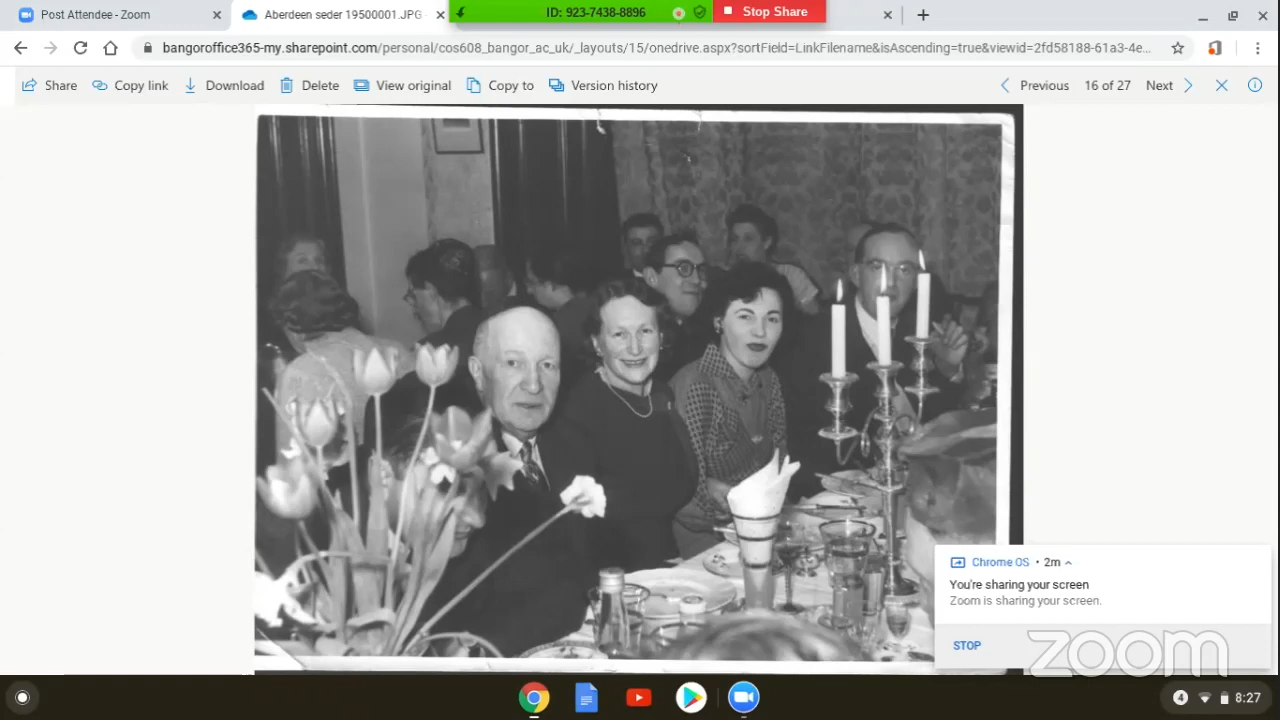 Post Attendee - Zoom
Aberdeen seder 19500001.JPG -
ID: 923-7438-8896
Stop Share
bangoroffice365-my.sharepoint.com/personal/cos608_bangor_ac_uk/_layouts/15/onedrive.aspx?sortField=LinkFilename&isAscending=true&viewid=2fd58188-61a3-4e...
Share
Copy link
Download
Delete
View original
Copy to
Version history
Previous
16 of 27
Next
Chrome OS • 2m
You're sharing your screen
Zoom is sharing your screen.
STOP
zoom
4
8:27